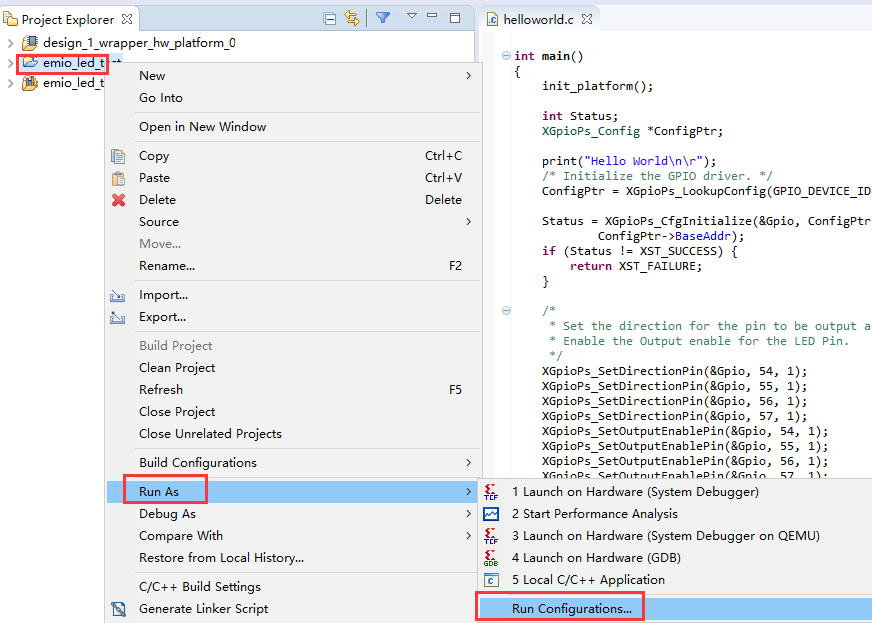 Project Explorer
design_1_wrapper_hw_platform_0
emio_led_t
emio_led_t
New
Go Into
Open in New Window
Copy Ctrl+C
Paste Ctrl+V
Delete Delete
Source
Move...
Rename... F2
Import...
Export...
Build Project
Clean Project
Refresh F5
Close Project
Close Unrelated Projects
Build Configurations
Run As
Debug As
Compare With
Restore from Local History...
C/C++ Build Settings
Generate Linker Script
1 Launch on Hardware (System Debugger)
2 Start Performance Analysis
3 Launch on Hardware (System Debugger on QEMU)
4 Launch on Hardware (GDB)
5 Local C/C++ Application
Run Configurations...
helloworld.c
int main()
{
init_platform();
int Status;
XGpioPs_Config *ConfigPtr;
print("Hello World\n\r");
/* Initialize the GPIO driver. */
ConfigPtr = XGpioPs_LookupConfig(GPIO_DEVICE_ID
Status = XGpioPs_CfgInitialize(&Gpio, ConfigPtr
ConfigPtr->BaseAddr);
if (Status != XST_SUCCESS) {
return XST_FAILURE;
}
/*
* Set the direction for the pin to be output a
* Enable the Output enable for the LED Pin.
*/
XGpioPs_SetDirectionPin(&Gpio, 54, 1);
XGpioPs_SetDirectionPin(&Gpio, 55, 1);
XGpioPs_SetDirectionPin(&Gpio, 56, 1);
XGpioPs_SetDirectionPin(&Gpio, 57, 1);
XGpioPs_SetOutputEnablePin(&Gpio, 54, 1);
XGpioPs_SetOutputEnablePin(&Gpio, 55, 1);
XGpioPs_SetOutputEnablePin(&Gpio, 56, 1);
XGpioPs_SetOutputEnablePin(&Gpio, 57, 1);